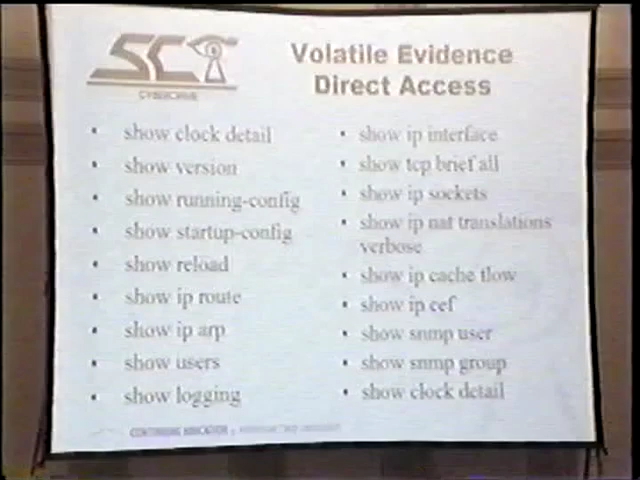 SC
CYBERCRIME
Volatile Evidence
Direct Access
• show clock detail
• show version
• show running-config
• show startup-config
• show reload
• show ip route
• show ip arp
• show users
• show logging
• show ip interface
• show tcp brief all
• show ip sockets
• show ip nat translations
verbose
• show ip cache flow
• show ip cef
• show snmp user
• show snmp group
• show clock detail
CONTINUING EDUCATION